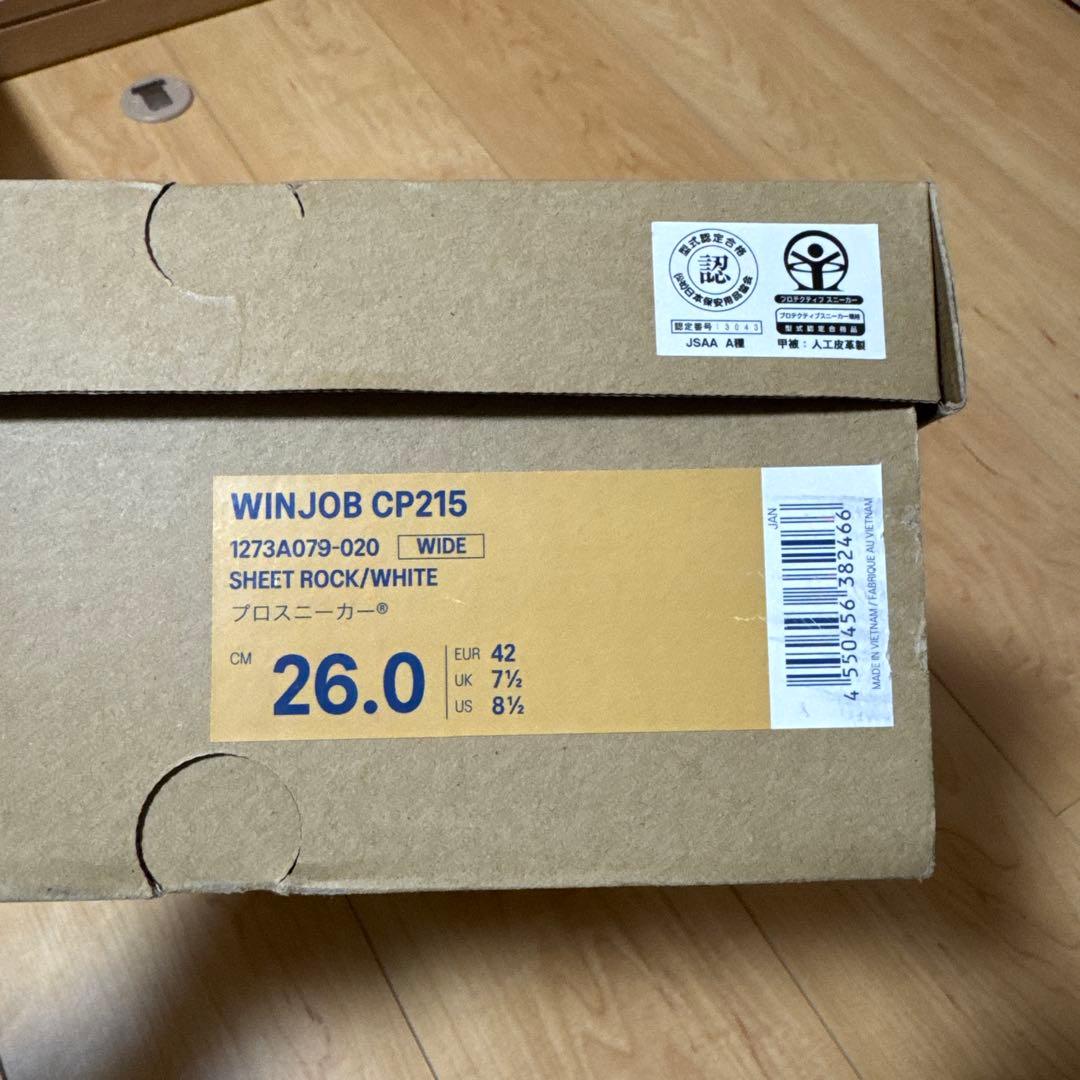 型式認定合格
認
(公社)日本保安用品協会
認定番号:3043
JSAA A種
プロテクティブ スニーカー
プロテクティブスニーカー規格
型式認定合格品
甲被:人工皮革製
WINJOB CP215
1273A079-020 WIDE
SHEET ROCK/WHITE
プロスニーカー®
CM 26.0
EUR 42
UK 7½
US 8½
JAN
4 550456 382466
MADE IN VIETNAM / FABRIQUE AU VIETNAM